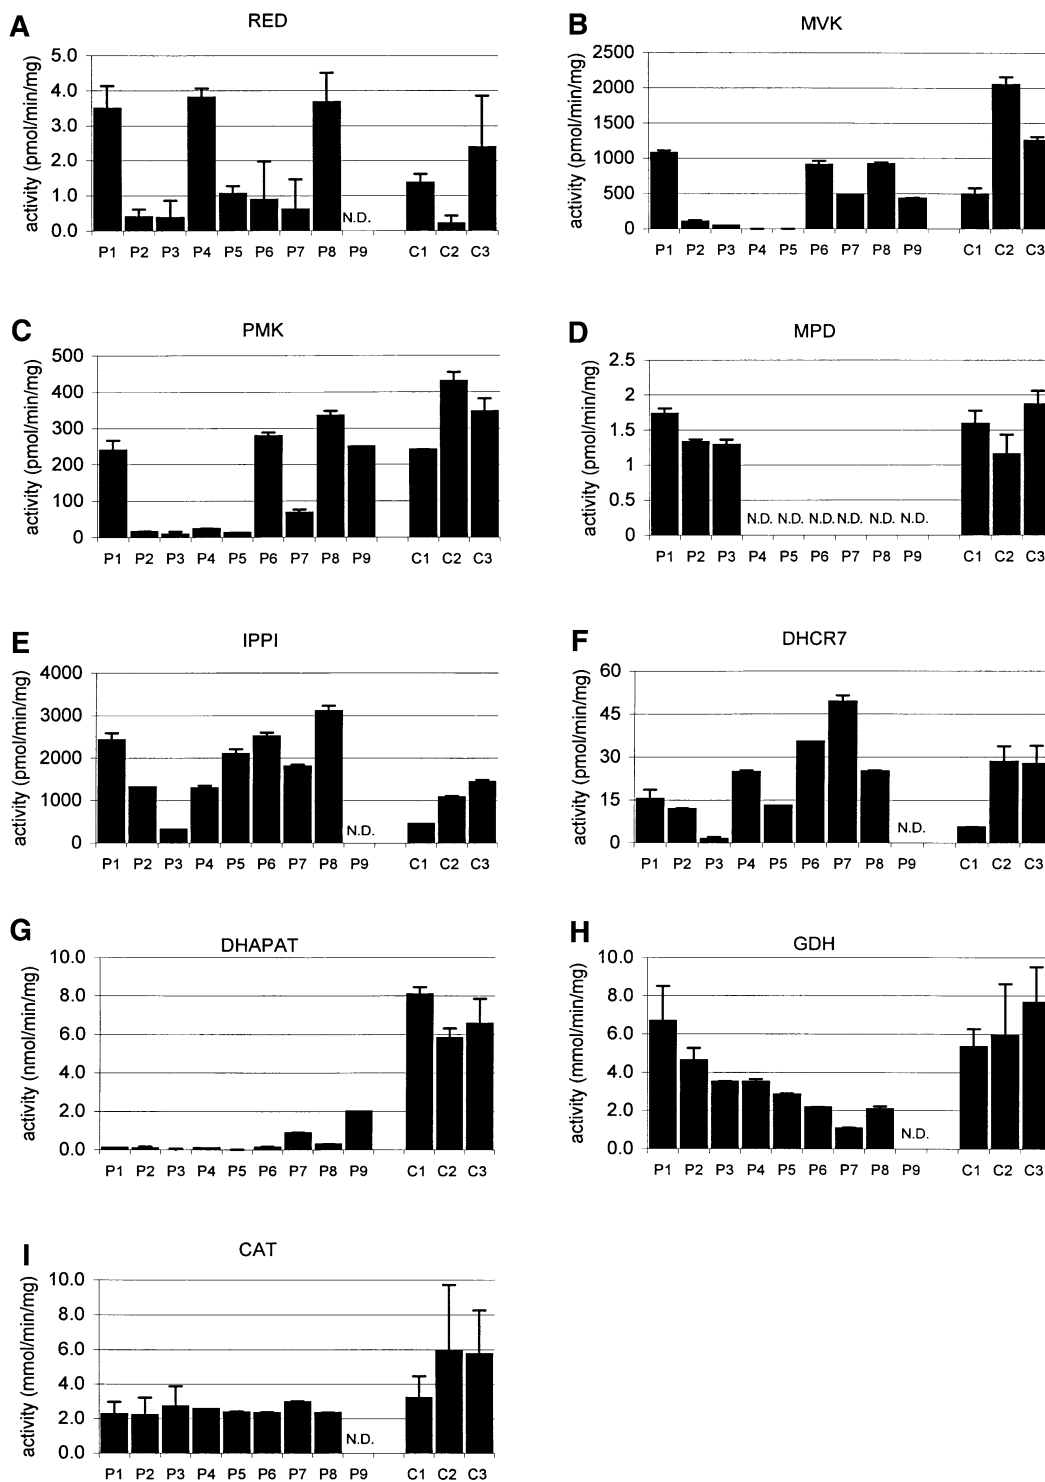 A
RED
activity (pmol/min/mg)
5.0
4.0
3.0
2.0
1.0
0.0
N.D.
P1 P2 P3 P4 P5 P6 P7 P8 P9 C1 C2 C3
B
MVK
activity (pmol/min/mg)
2500
2000
1500
1000
500
0
P1 P2 P3 P4 P5 P6 P7 P8 P9 C1 C2 C3
C
PMK
activity (pmol/min/mg)
500
400
300
200
100
0
P1 P2 P3 P4 P5 P6 P7 P8 P9 C1 C2 C3
D
MPD
activity (pmol/min/mg)
2.5
2
1.5
1
0.5
0
N.D. N.D. N.D. N.D. N.D. N.D.
P1 P2 P3 P4 P5 P6 P7 P8 P9 C1 C2 C3
E
IPPI
activity (pmol/min/mg)
4000
3000
2000
1000
0
N.D.
P1 P2 P3 P4 P5 P6 P7 P8 P9 C1 C2 C3
F
DHCR7
activity (pmol/min/mg)
60
45
30
15
0
N.D.
P1 P2 P3 P4 P5 P6 P7 P8 P9 C1 C2 C3
G
DHAPAT
activity (nmol/min/mg)
10.0
8.0
6.0
4.0
2.0
0.0
P1 P2 P3 P4 P5 P6 P7 P8 P9 C1 C2 C3
H
GDH
activity (mmol/min/mg)
10.0
8.0
6.0
4.0
2.0
0.0
N.D.
P1 P2 P3 P4 P5 P6 P7 P8 P9 C1 C2 C3
I
CAT
activity (mmol/min/mg)
10.0
8.0
6.0
4.0
2.0
0.0
N.D.
P1 P2 P3 P4 P5 P6 P7 P8 P9 C1 C2 C3